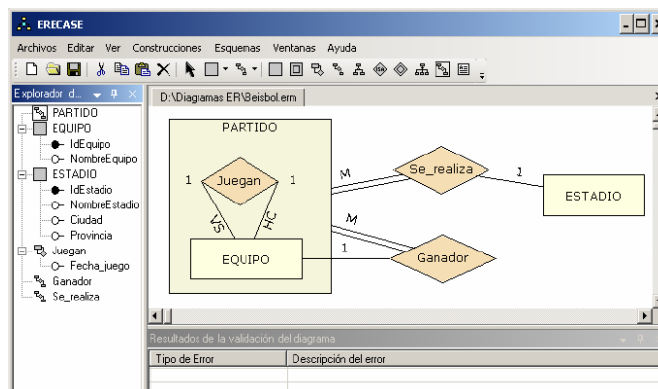 ERECASE
Archivos Editar Ver Construcciones Esquemas Ventanas Ayuda
Explorador d...
D:\Diagramas ER\Beisbol.erm
PARTIDO
EQUIPO
IdEquipo
NombreEquipo
ESTADIO
IdEstadio
NombreEstadio
Ciudad
Provincia
Juegan
Fecha_juego
Ganador
Se_realiza
PARTIDO
1 Juegan 1
VS HC
EQUIPO
M Se_realiza 1
ESTADIO
M
1 Ganador
Resultados de la validación del diagrama
Tipo de Error Descripción del error